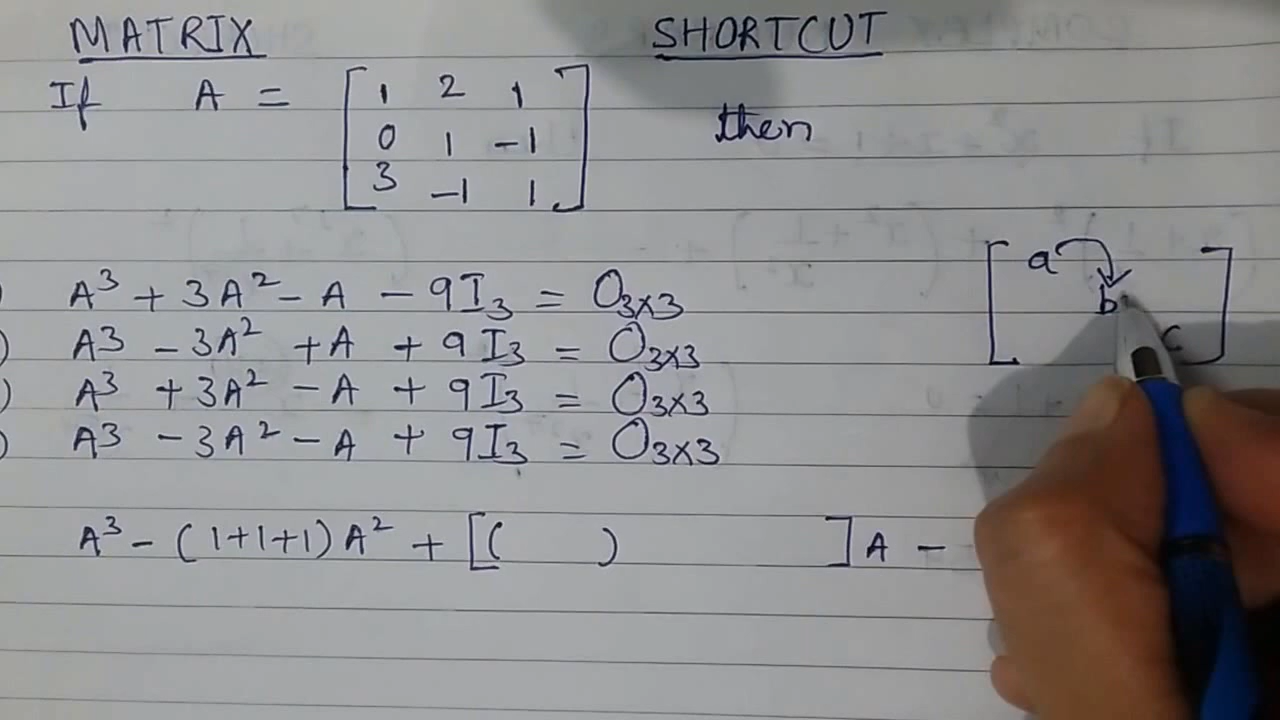 MATRIX SHORTCUT
If A = [ 1 2 1 then
0 1 -1
3 -1 1 ]
[ a
b
c ]
) A³ + 3A² - A - 9I₃ = O₃ₓ₃
) A³ - 3A² + A + 9I₃ = O₃ₓ₃
) A³ + 3A² - A + 9I₃ = O₃ₓ₃
) A³ - 3A² - A + 9I₃ = O₃ₓ₃
A³ - (1+1+1)A² + [( ) ]A -